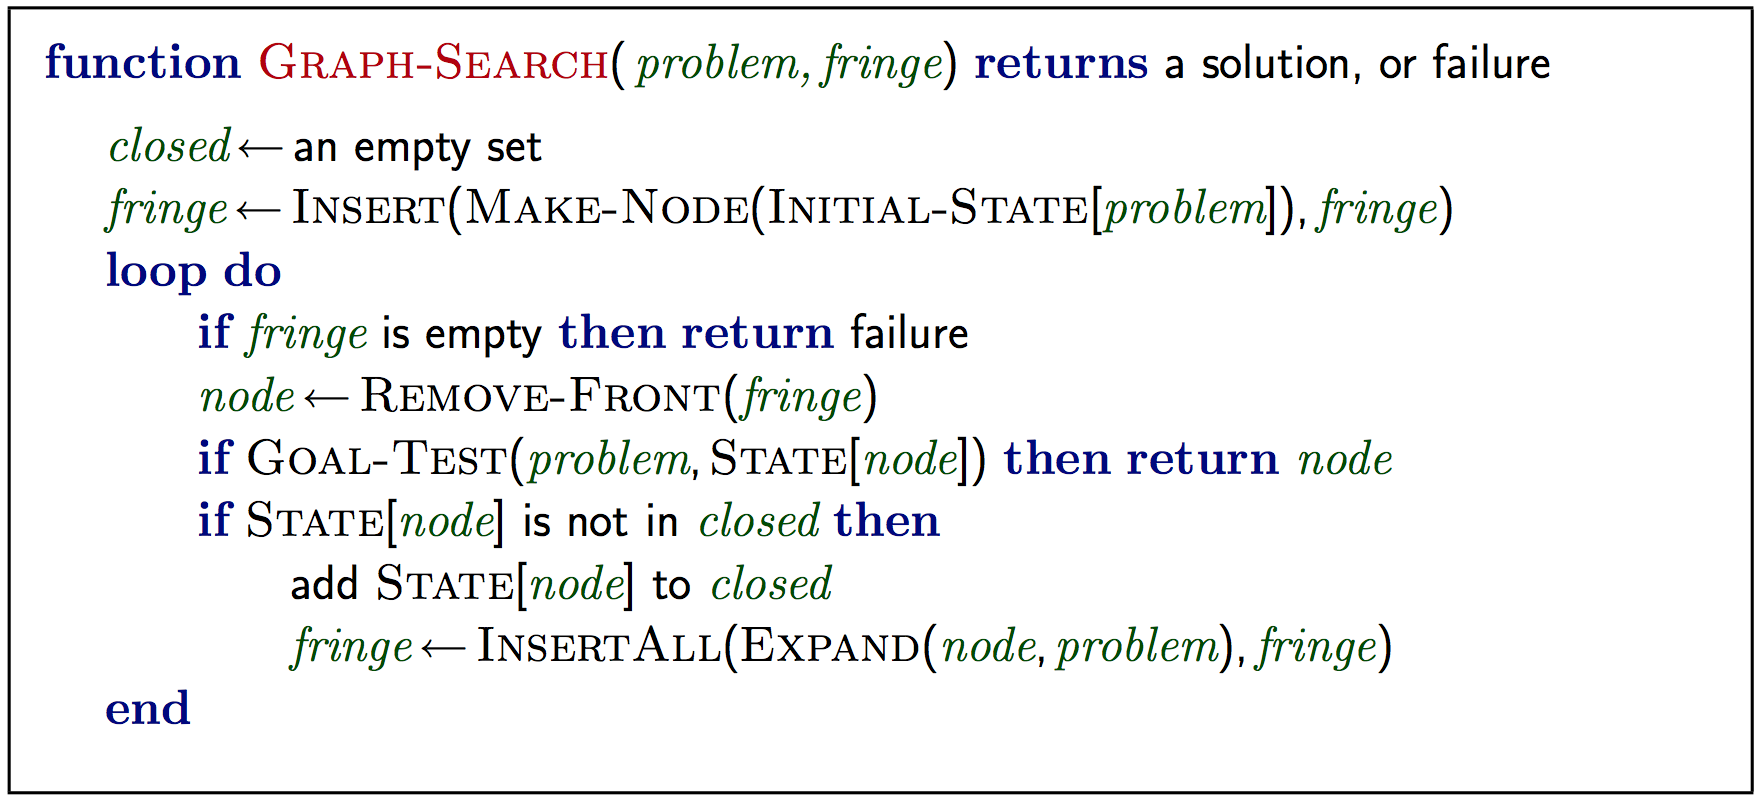 function GRAPH-SEARCH( problem, fringe) returns a solution, or failure
closed ← an empty set
fringe ← INSERT(MAKE-NODE(INITIAL-STATE[problem]), fringe)
loop do
if fringe is empty then return failure
node ← REMOVE-FRONT(fringe)
if GOAL-TEST(problem, STATE[node]) then return node
if STATE[node] is not in closed then
add STATE[node] to closed
fringe ← INSERTALL(EXPAND(node, problem), fringe)
end